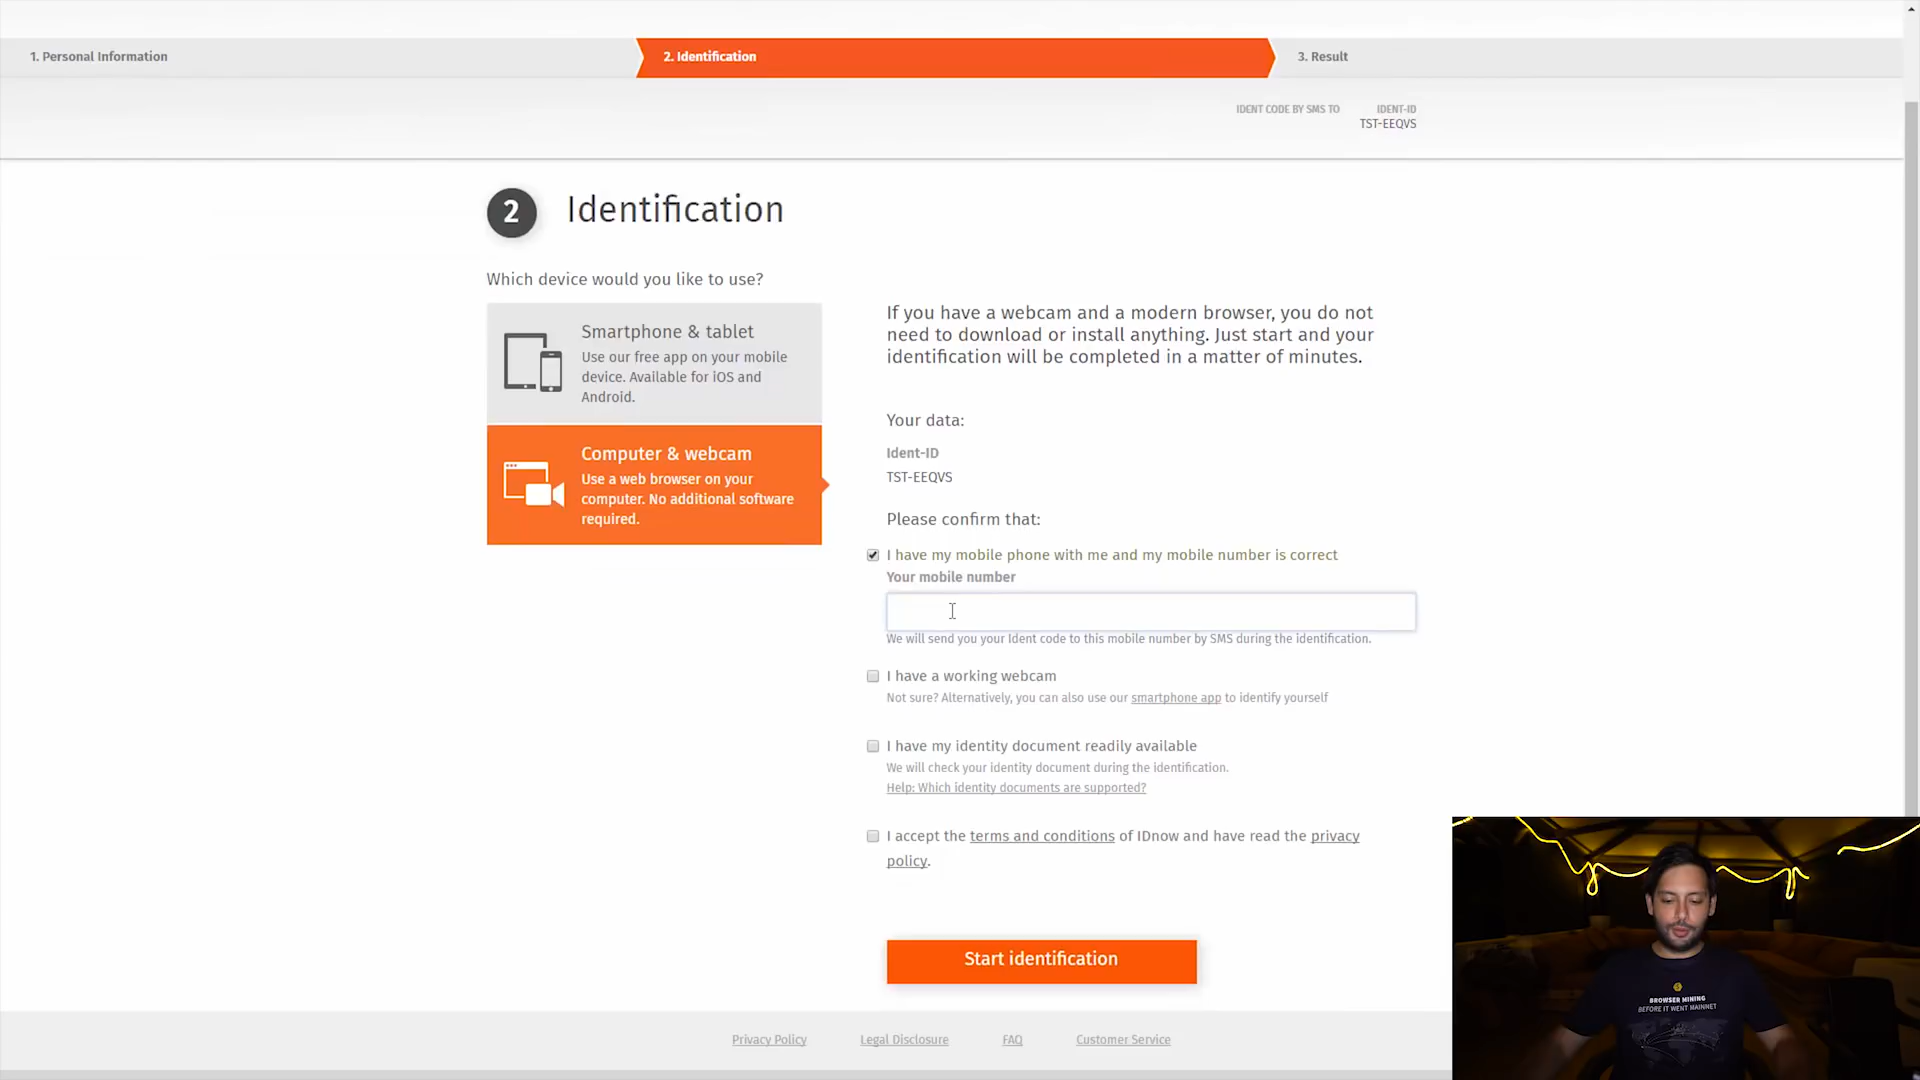 1. Personal Information
2. Identification
3. Result
IDENT CODE BY SMS TO
IDENT-ID
TST-EEQVS
2
Identification
Which device would you like to use?
Smartphone & tablet
Use our free app on your mobile
device. Available for iOS and
Android.
Computer & webcam
Use a web browser on your
computer. No additional software
required.
If you have a webcam and a modern browser, you do not
need to download or install anything. Just start and your
identification will be completed in a matter of minutes.
Your data:
Ident-ID
TST-EEQVS
Please confirm that:
I have my mobile phone with me and my mobile number is correct
Your mobile number
We will send you your Ident code to this mobile number by SMS during the identification.
I have a working webcam
Not sure? Alternatively, you can also use our smartphone app to identify yourself
I have my identity document readily available
We will check your identity document during the identification.
Help: Which identity documents are supported?
I accept the terms and conditions of IDnow and have read the privacy
policy.
Start identification
Privacy Policy
Legal Disclosure
FAQ
Customer Service
BROWSER MINING
BEFORE IT WENT MAINNET